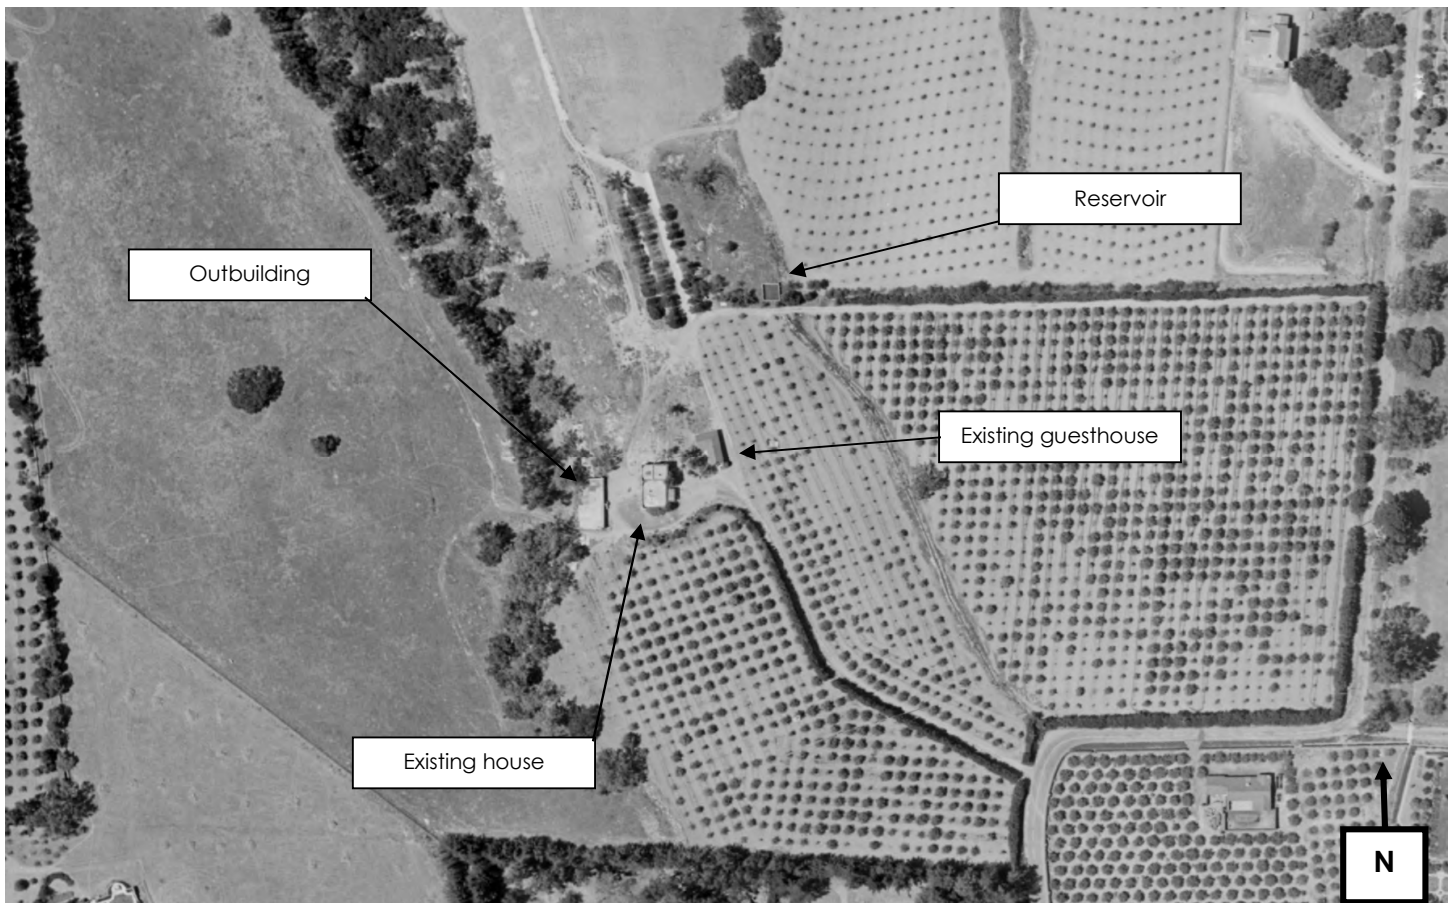 Reservoir
Outbuilding
Existing guesthouse
Existing house
N